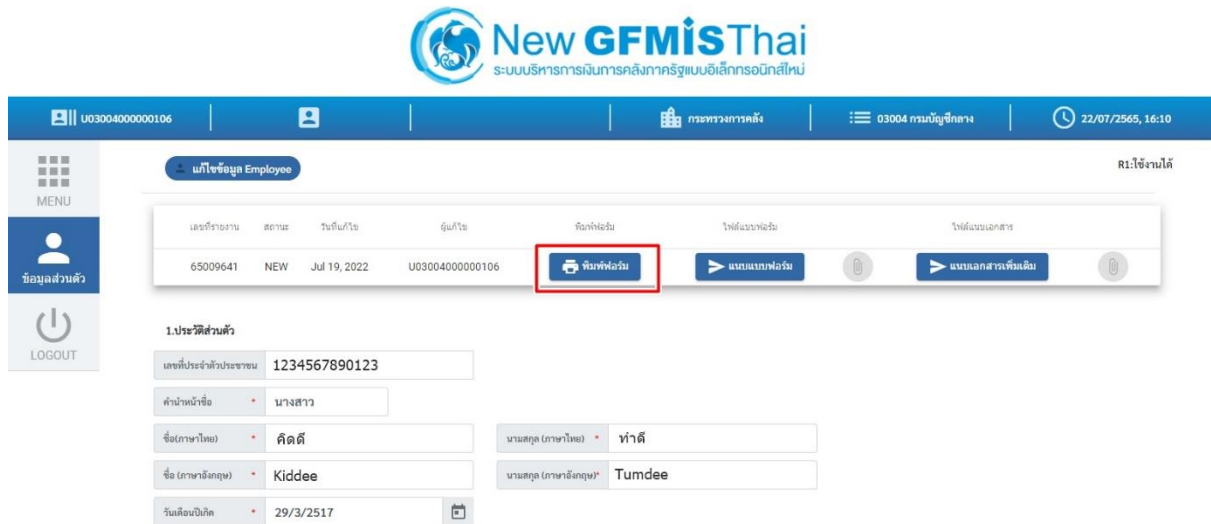 New GFMIS Thai
ระบบบริหารการเงินการคลังภาครัฐแบบอิเล็กทรอนิกส์ใหม่
U03004000000106 กระทรวงการคลัง 03004 กรมบัญชีกลาง 22/07/2565, 16:10
MENU
ข้อมูลส่วนตัว
LOGOUT
แก้ไขข้อมูล Employee R1:ใช้งานได้
เลขที่รายงาน สถานะ วันที่แก้ไข ผู้แก้ไข พิมพ์ฟอร์ม ไฟล์แนบฟอร์ม ไฟล์แนบเอกสาร
65009641 NEW Jul 19, 2022 U03004000000106 พิมพ์ฟอร์ม แนบแบบฟอร์ม แนบเอกสารเพิ่มเติม
1.ประวัติส่วนตัว
เลขที่ประจำตัวประชาชน 1234567890123
คำนำหน้าชื่อ * นางสาว
ชื่อ(ภาษาไทย) * คิดดี นามสกุล (ภาษาไทย) * ทำดี
ชื่อ (ภาษาอังกฤษ) * Kiddee นามสกุล (ภาษาอังกฤษ)* Tumdee
วันเดือนปีเกิด * 29/3/2517